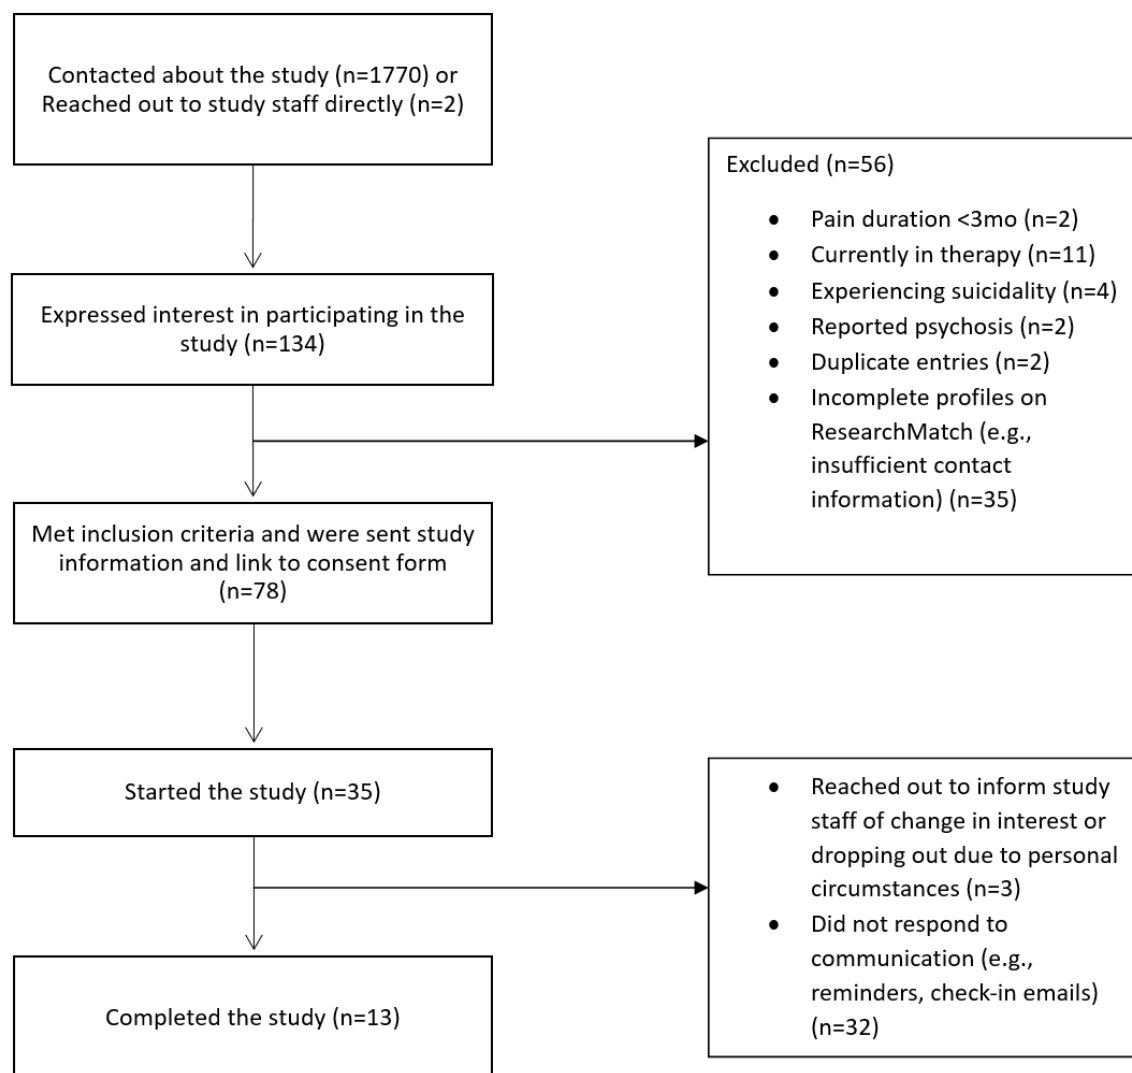 Contacted about the study (n=1770) or
Reached out to study staff directly (n=2)
Expressed interest in participating in the
study (n=134)
Excluded (n=56)
• Pain duration <3mo (n=2)
• Currently in therapy (n=11)
• Experiencing suicidality (n=4)
• Reported psychosis (n=2)
• Duplicate entries (n=2)
• Incomplete profiles on
ResearchMatch (e.g.,
insufficient contact
information) (n=35)
Met inclusion criteria and were sent study
information and link to consent form
(n=78)
Started the study (n=35)
• Reached out to inform study
staff of change in interest or
dropping out due to personal
circumstances (n=3)
• Did not respond to
communication (e.g.,
reminders, check-in emails)
(n=32)
Completed the study (n=13)